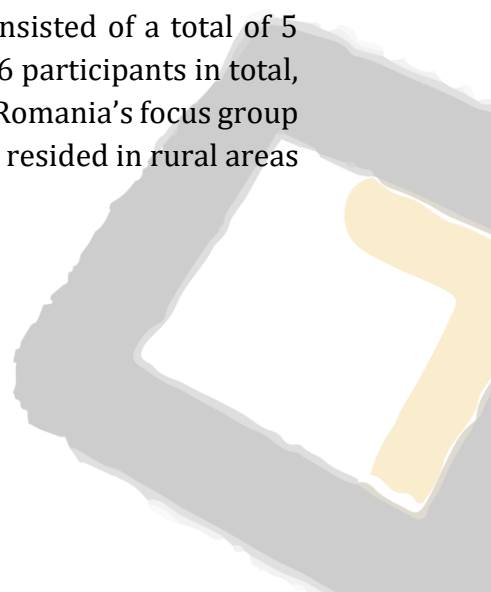 nsisted of a total of 5
6 participants in total,
Romania's focus group
resided in rural areas